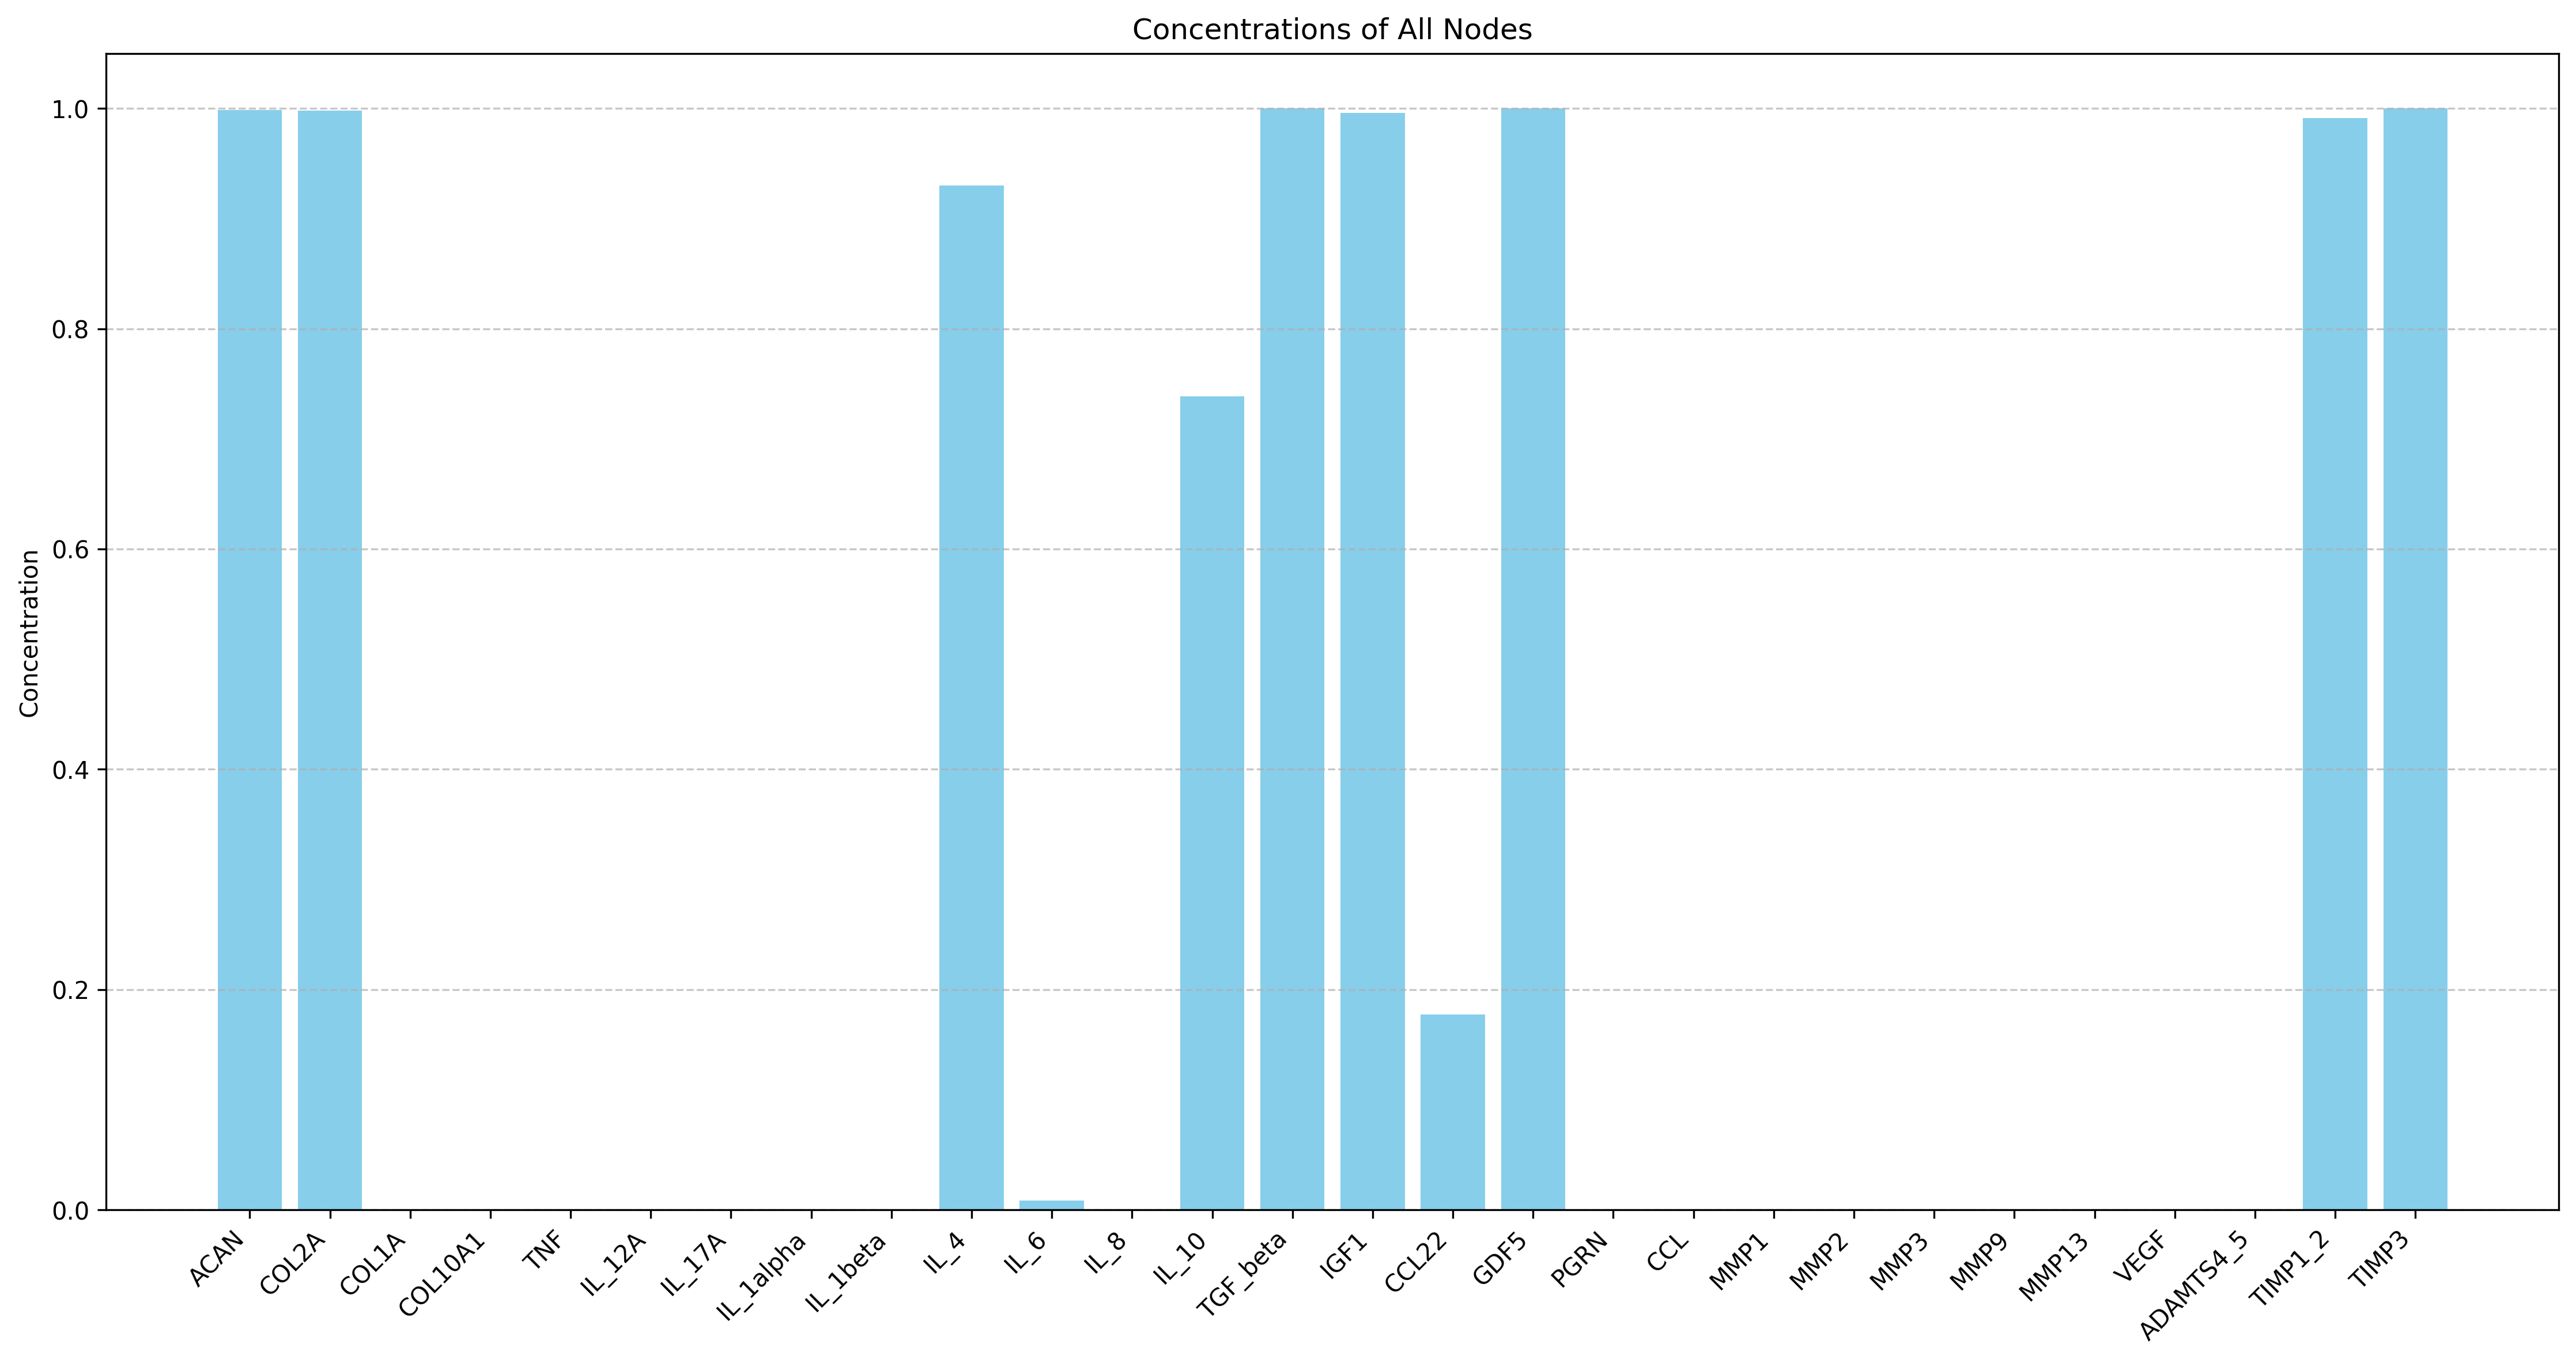 Concentrations of All Nodes
Concentration
1.0
0.8
0.6
0.4
0.2
0.0
ACAN
COL2A
COL1A
COL10A1
TNF
IL_12A
IL_17A
IL_1alpha
IL_1beta
IL_4
IL_6
IL_8
IL_10
TGF_beta
IGF1
CCL22
GDF5
PGRN
CCL
MMP1
MMP2
MMP3
MMP9
MMP13
VEGF
ADAMTS4_5
TIMP1_2
TIMP3